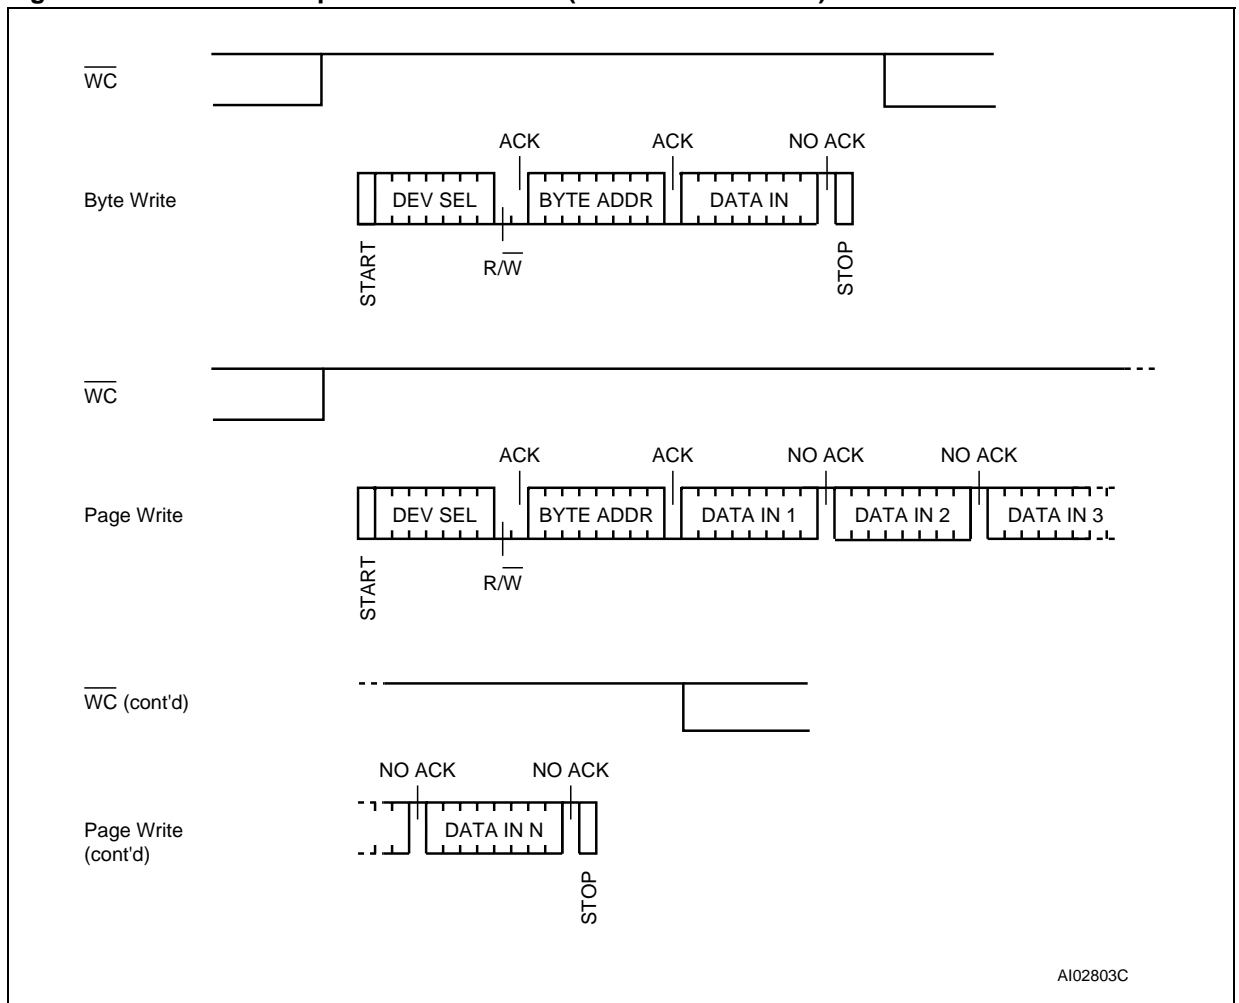 WC
ACK ACK NO ACK
Byte Write DEV SEL BYTE ADDR DATA IN
START R/W STOP
WC
ACK ACK NO ACK NO ACK
Page Write DEV SEL BYTE ADDR DATA IN 1 DATA IN 2 DATA IN 3
START R/W
WC (cont'd)
NO ACK NO ACK
Page Write DATA IN N
(cont'd)
STOP
AI02803C